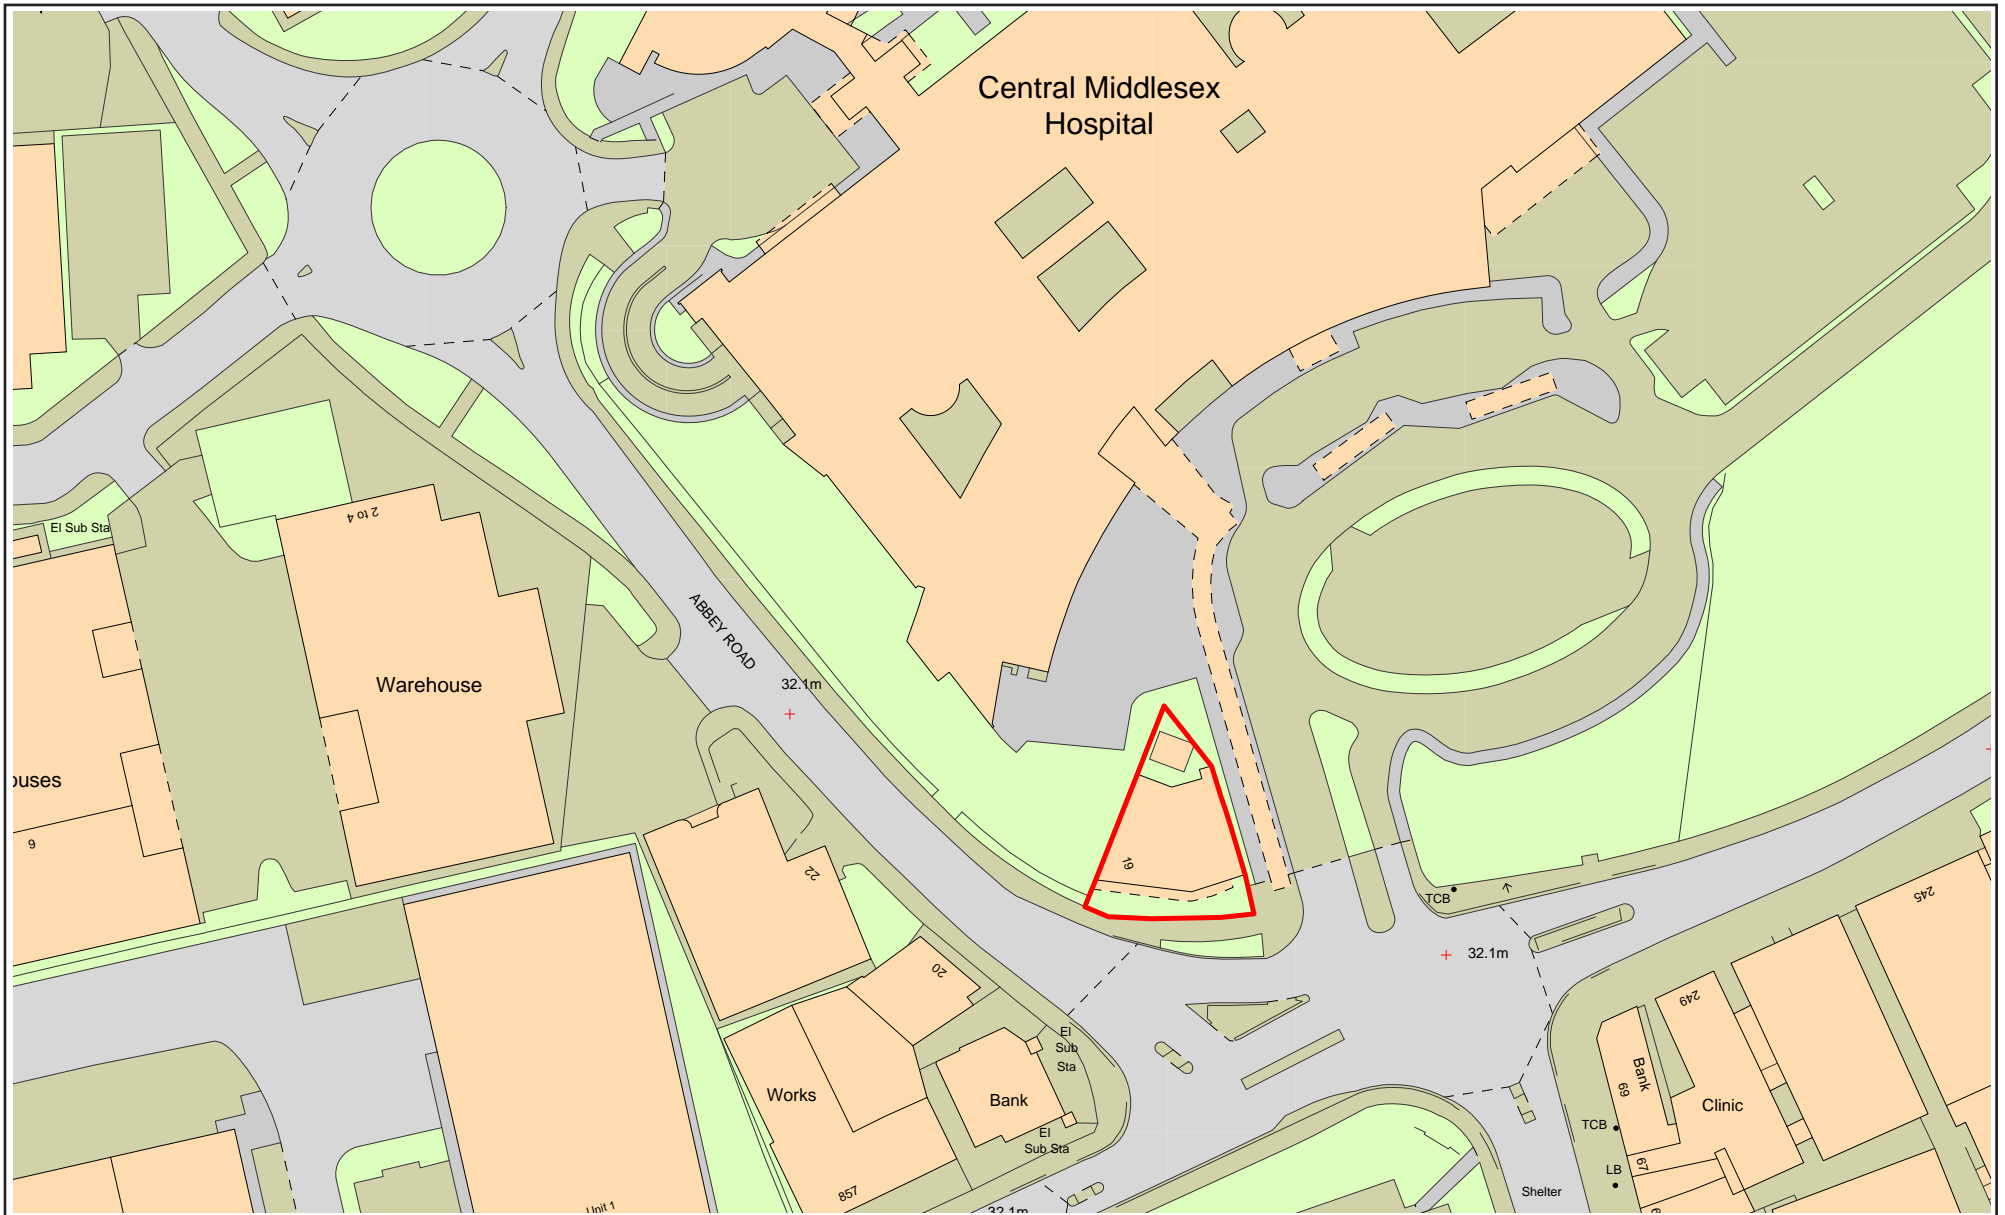 Central Middlesex
Hospital
El Sub Sta
2 to 4
ABBEY ROAD
32.1m
Warehouse
ouses
9
19
22
TCB
245
32.1m
20
249
El
Sub
Sta
Works
Bank
Bank
69
Clinic
TCB
El
Sub Sta
67
LB
857
Shelter
Unit 1
32.1m